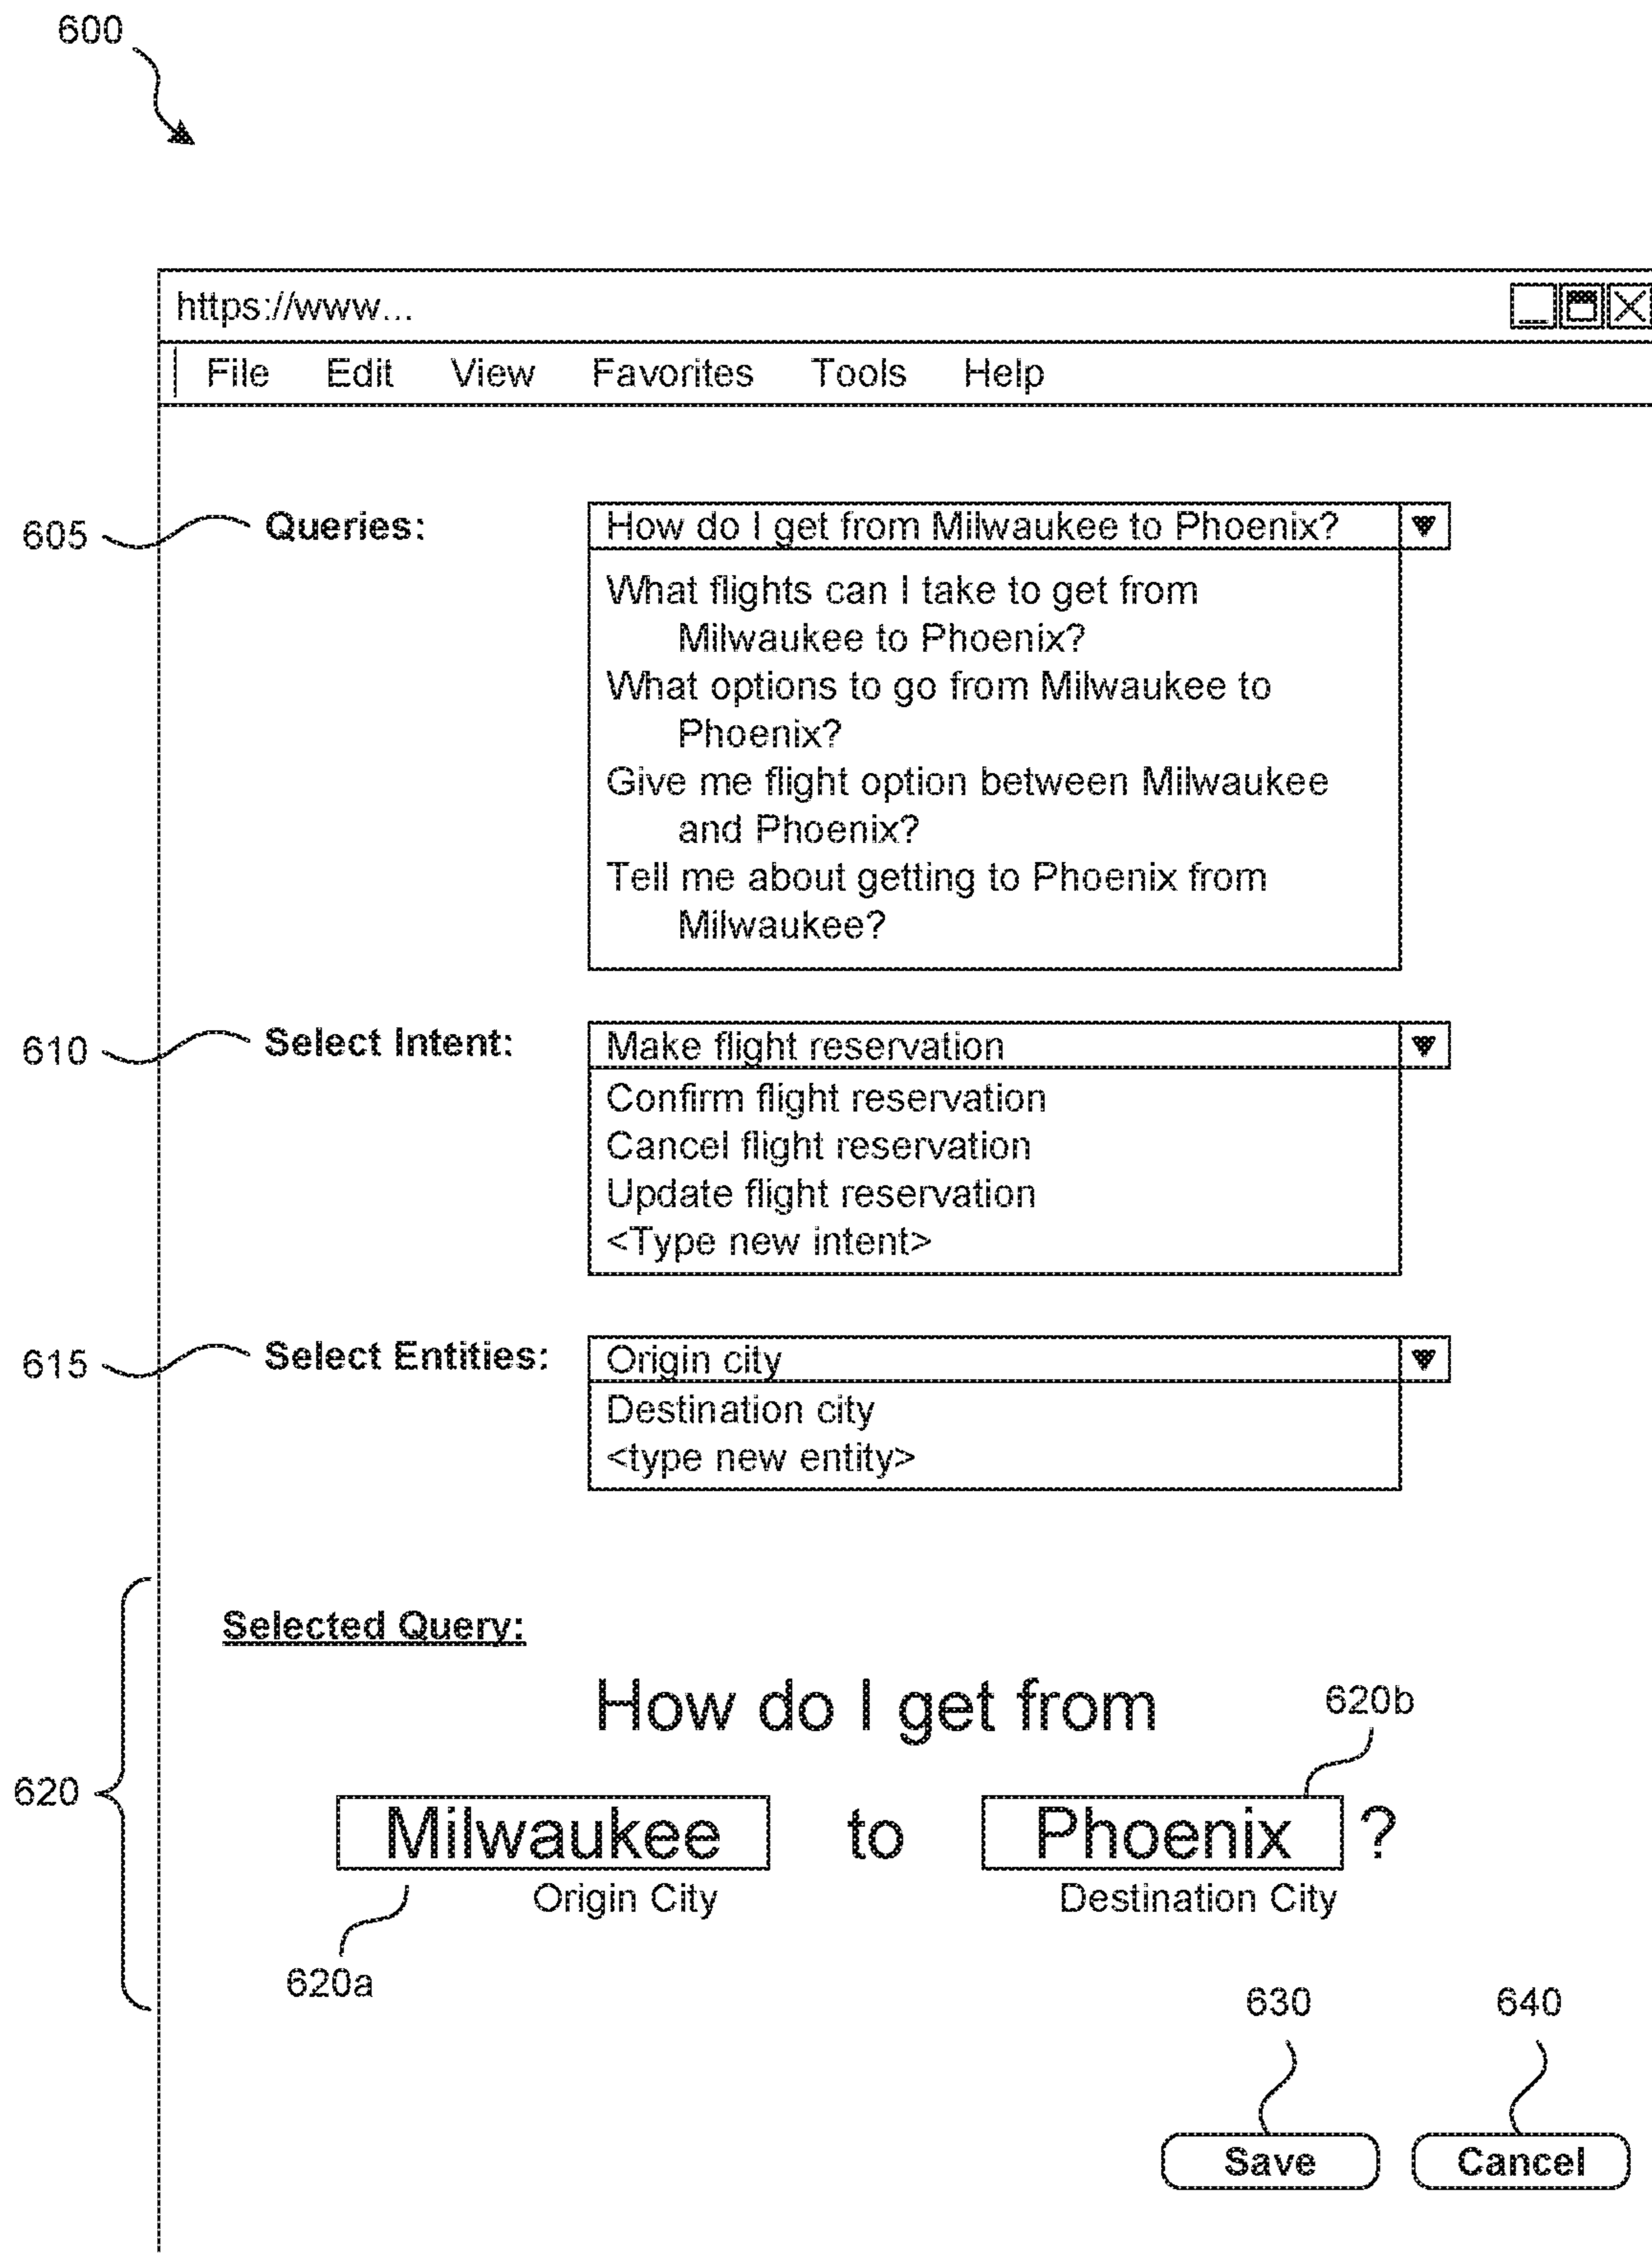 600
https://www...
File Edit View Favorites Tools Help
605 Queries: How do I get from Milwaukee to Phoenix?
What flights can I take to get from
Milwaukee to Phoenix?
What options to go from Milwaukee to
Phoenix?
Give me flight option between Milwaukee
and Phoenix?
Tell me about getting to Phoenix from
Milwaukee?
610 Select Intent: Make flight reservation
Confirm flight reservation
Cancel flight reservation
Update flight reservation
<Type new intent>
615 Select Entities: Origin city
Destination city
<type new entity>
Selected Query:
How do I get from
620b
620
Milwaukee to Phoenix ?
Origin City Destination City
620a
630 640
Save Cancel